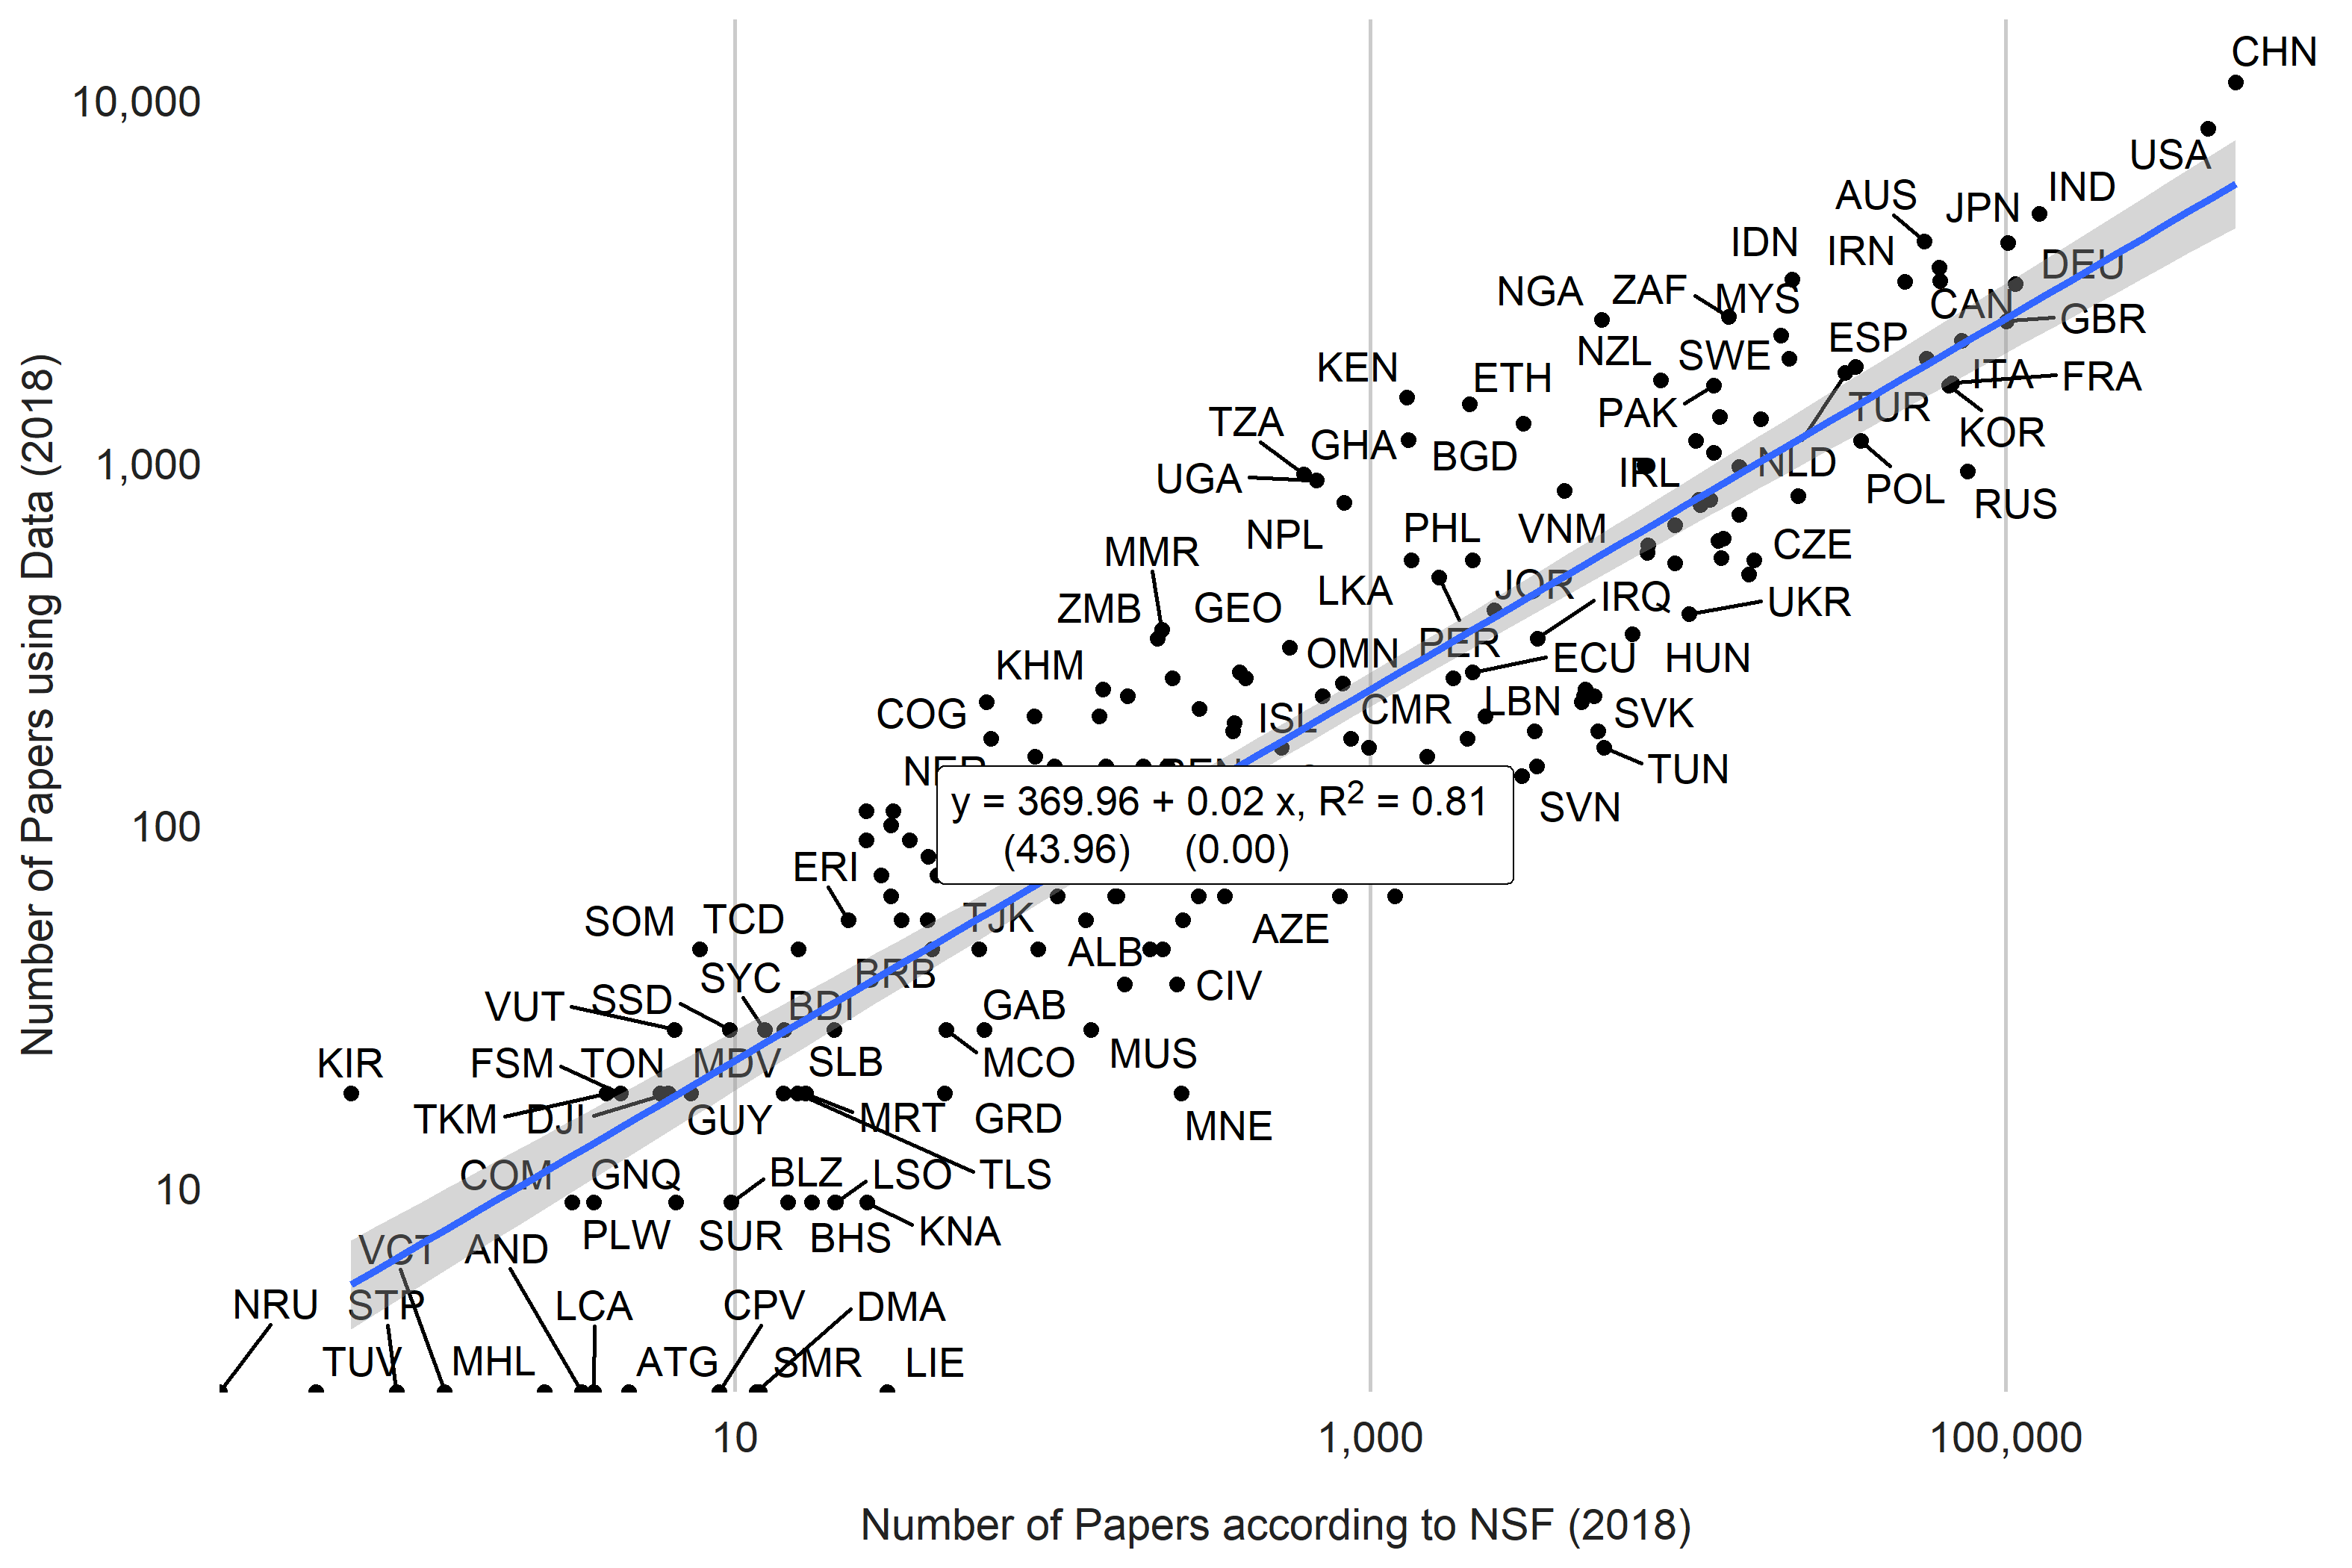 CHN
10,000
USA
IND
AUS
JPN
IDN
IRN
DEU
NGA
ZAF
MYS
CAN
GBR
NZL
SWE
ESP
KEN
ETH
ITA
FRA
PAK
TUR
TZA
GHA
BGD
KOR
1,000
UGA
IRL
NLD
POL
RUS
NPL
PHL
VNM
MMR
CZE
LKA
JOR
ZMB
GEO
IRQ
UKR
KHM
OMN
PER
ECU
HUN
COG
ISL
CMR
LBN
SVK
TUN
y = 369.96 + 0.02 x, R2 = 0.81
(43.96) (0.00)
SVN
100
ERI
SOM
TCD
TJK
AZE
ALB
SYC
BRB
CIV
VUT
SSD
BDI
GAB
KIR
FSM
TON
MDV
SLB
MCO
MUS
TKM
DJI
GUY
MRT
GRD
MNE
10
COM
GNQ
BLZ
LSO
TLS
PLW
SUR
BHS
KNA
VCT
AND
NRU
STP
LCA
CPV
DMA
TUV
MHL
ATG
SMR
LIE
10
1,000
100,000
Number of Papers according to NSF (2018)
Number of Papers using Data (2018)